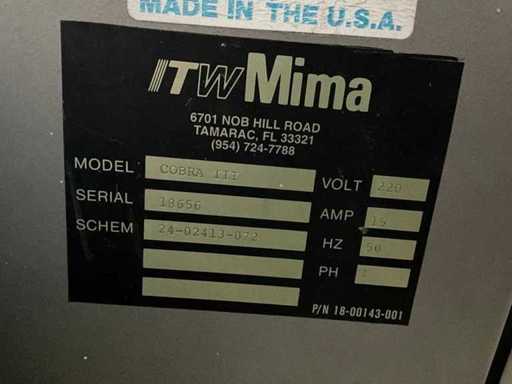 MADE IN THE U.S.A.
ITW Mima
6701 NOB HILL ROAD
TAMARAC, FL 33321
(954) 724-7788
MODEL COBRA III VOLT 220
SERIAL 18656 AMP 15
SCHEM 24-02413-072 HZ 50
PH 1
P/N 18-00143-001